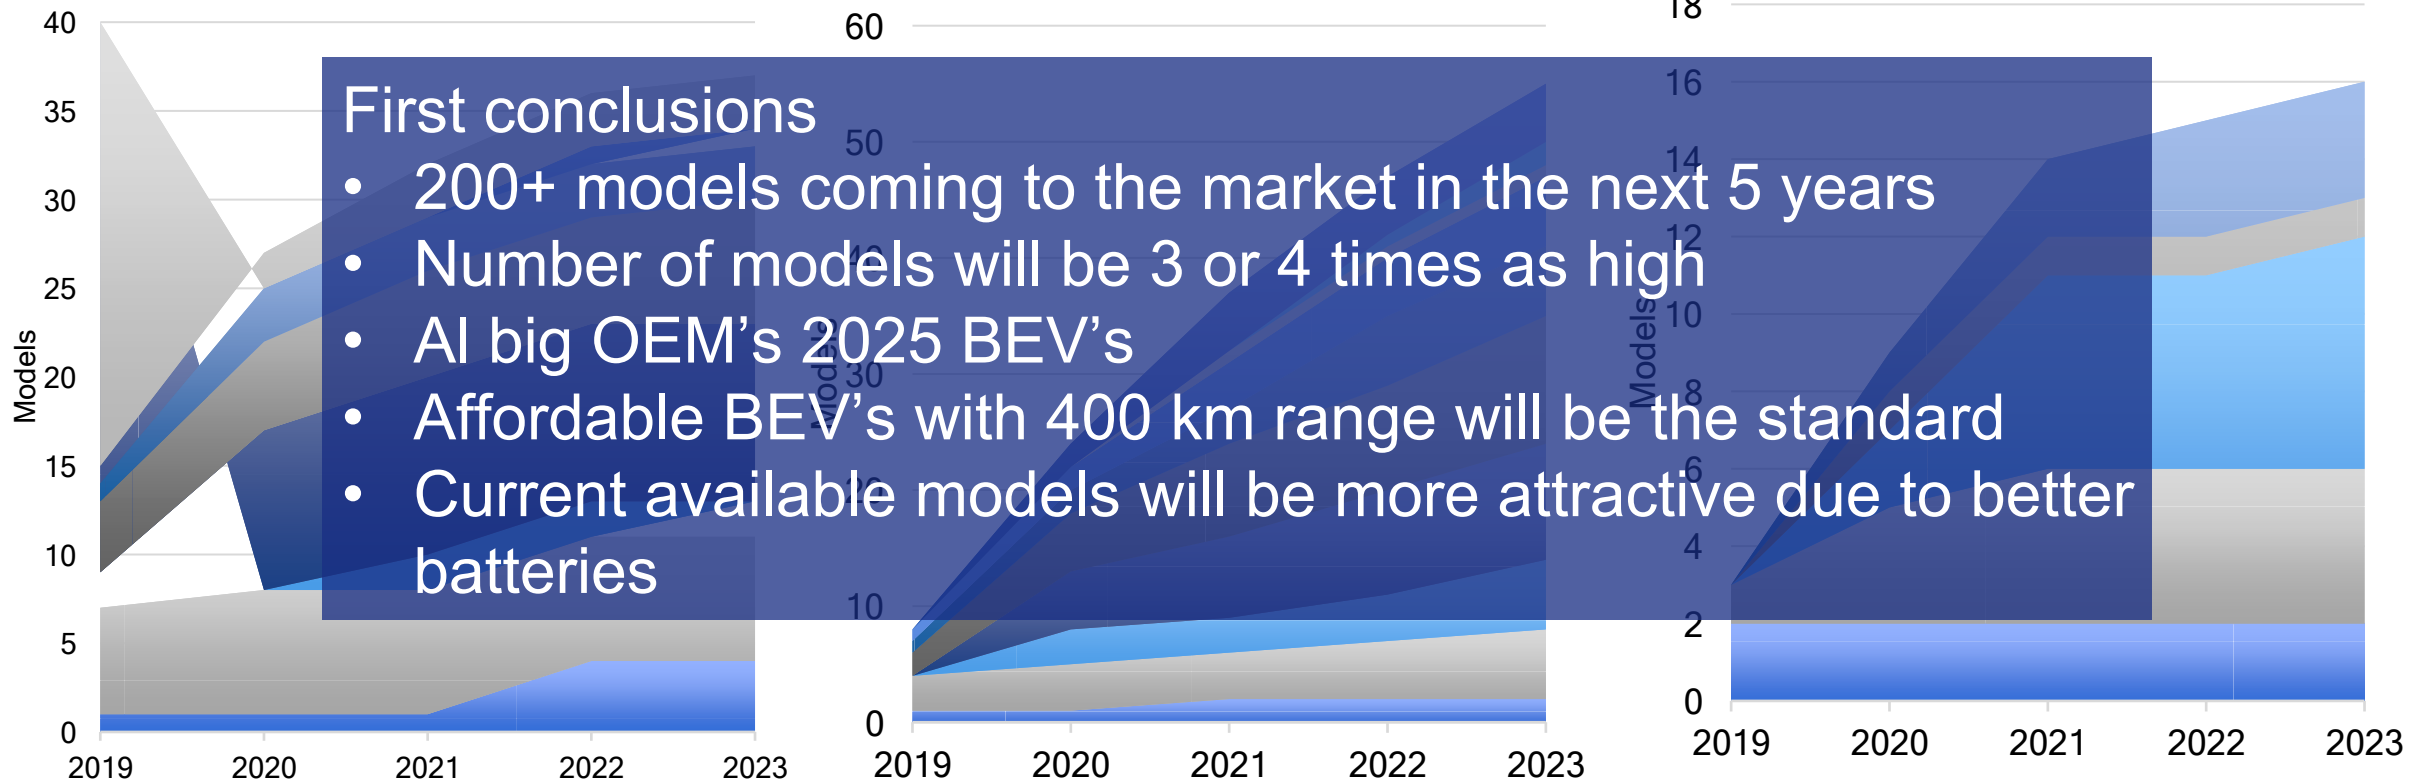 First conclusions
• 200+ models coming to the market in the next 5 years
• Number of models will be 3 or 4 times as high
• Al big OEM's 2025 BEV's
• Affordable BEV's with 400 km range will be the standard
• Current available models will be more attractive due to better
batteries
40
35
30
25
20
15
10
5
0
Models
2019 2020 2021 2022 2023
60
50
40
30
20
10
0
Models
2019 2020 2021 2022 2023
18
16
14
12
10
8
6
4
2
0
Models
2019 2020 2021 2022 2023